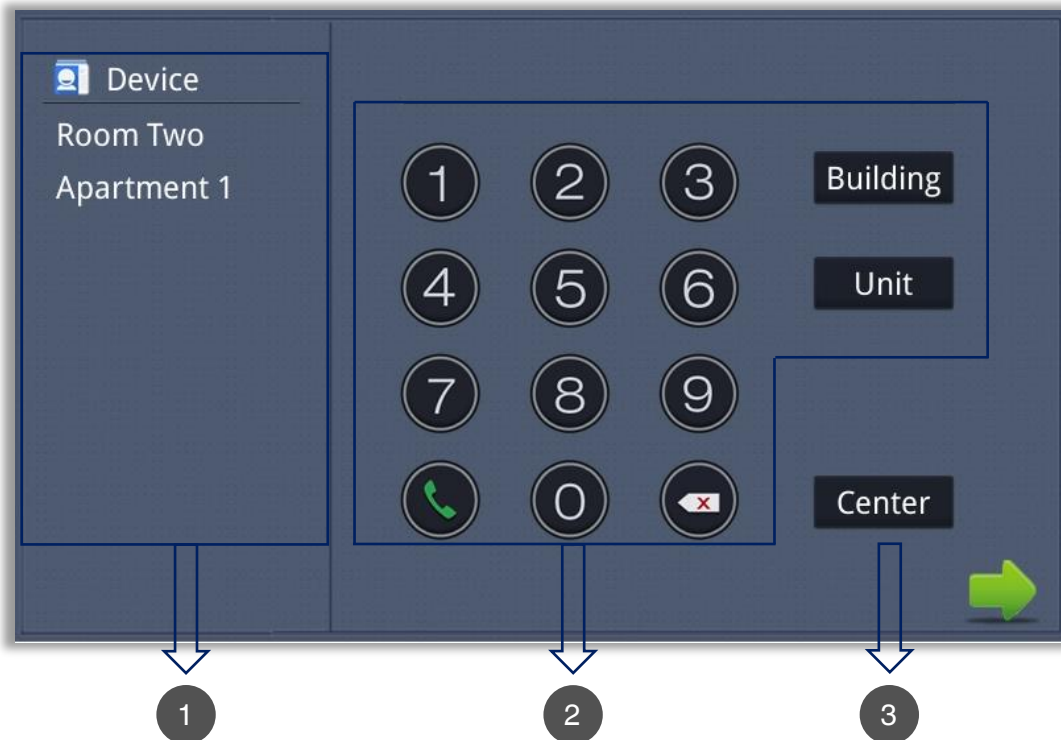 Device
Room Two
Apartment 1
1 2 3 Building
4 5 6 Unit
7 8 9
0 x Center
1 2 3